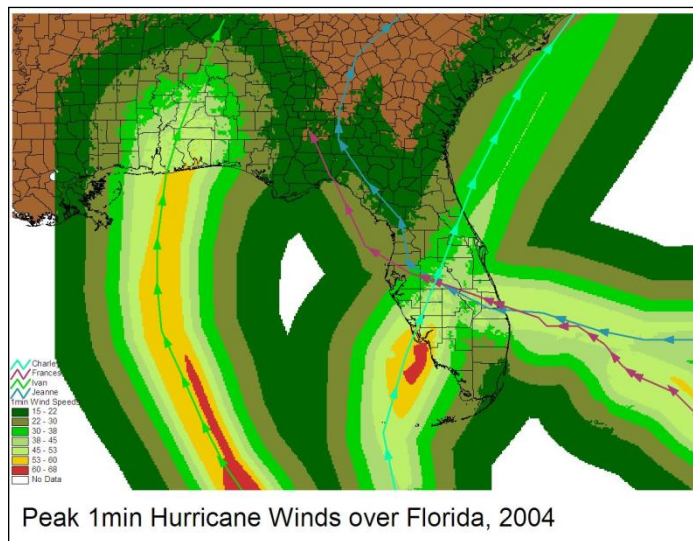 Charley
Frances
Ivan
Jeanne
1min Wind Speeds
15 - 22
22 - 30
30 - 38
38 - 45
45 - 53
53 - 60
60 - 68
No Data
Peak 1min Hurricane Winds over Florida, 2004